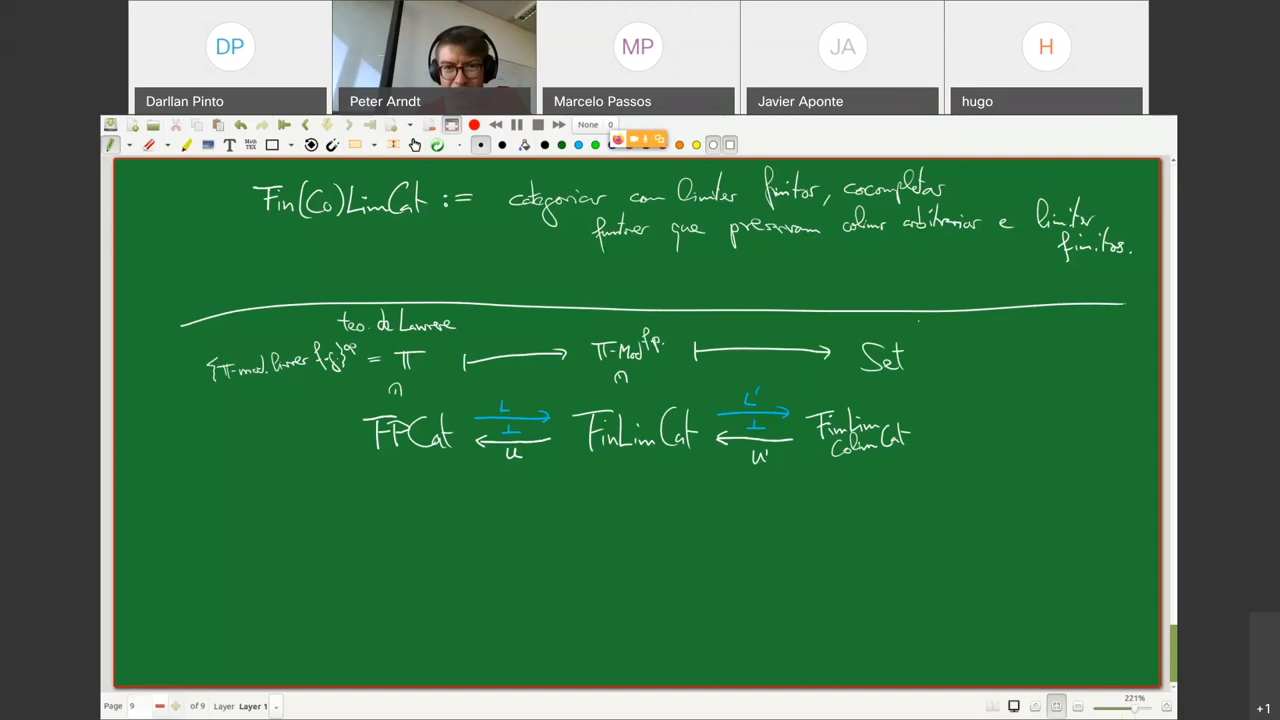 DP
MP
JA
H
Darllan Pinto
Peter Arndt
Marcelo Passos
Javier Aponte
hugo
None 0
Fin(Co)LimCat := categorias com limites finitos, cocompletas
funtores que preservam colims arbitrários e limites
finitos.
teo. de Lawvere
{𝕋-mod. livres f.g.}^op = 𝕋 ⟼ 𝕋-Mod^f.p. ⟼ Set
L ⊥ U
L' ⊥ U'
FPCat FinLimCat FinLim
ColimCat
Page 9 of 9 Layer Layer 1
221%
+1